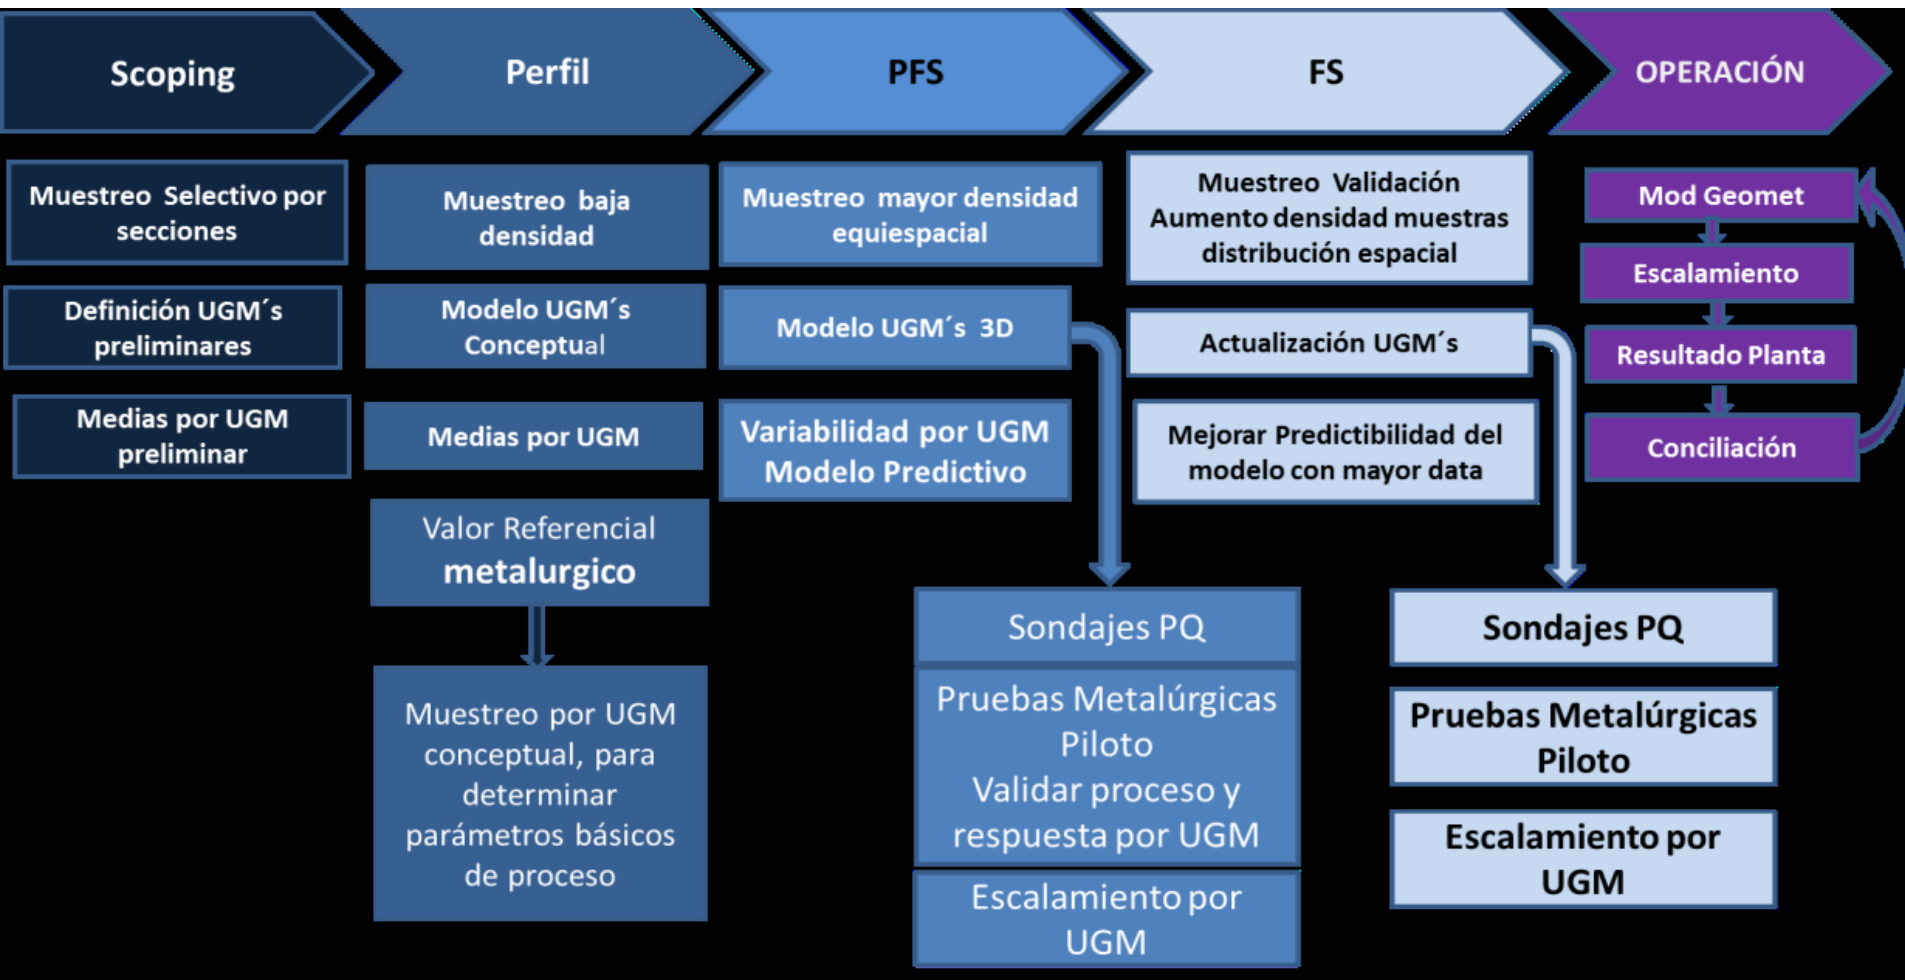 Scoping
Perfil
PFS
FS
OPERACIÓN
Muestreo Selectivo por
secciones
Definición UGM´s
preliminares
Medias por UGM
preliminar
Muestreo baja
densidad
Modelo UGM´s
Conceptual
Medias por UGM
Valor Referencial
metalurgico
Muestreo por UGM
conceptual, para
determinar
parámetros básicos
de proceso
Muestreo mayor densidad
equiespacial
Modelo UGM´s 3D
Variabilidad por UGM
Modelo Predictivo
Sondajes PQ
Pruebas Metalúrgicas
Piloto
Validar proceso y
respuesta por UGM
Escalamiento por
UGM
Muestreo Validación
Aumento densidad muestras
distribución espacial
Actualización UGM´s
Mejorar Predictibilidad del
modelo con mayor data
Sondajes PQ
Pruebas Metalúrgicas
Piloto
Escalamiento por
UGM
Mod Geomet
Escalamiento
Resultado Planta
Conciliación